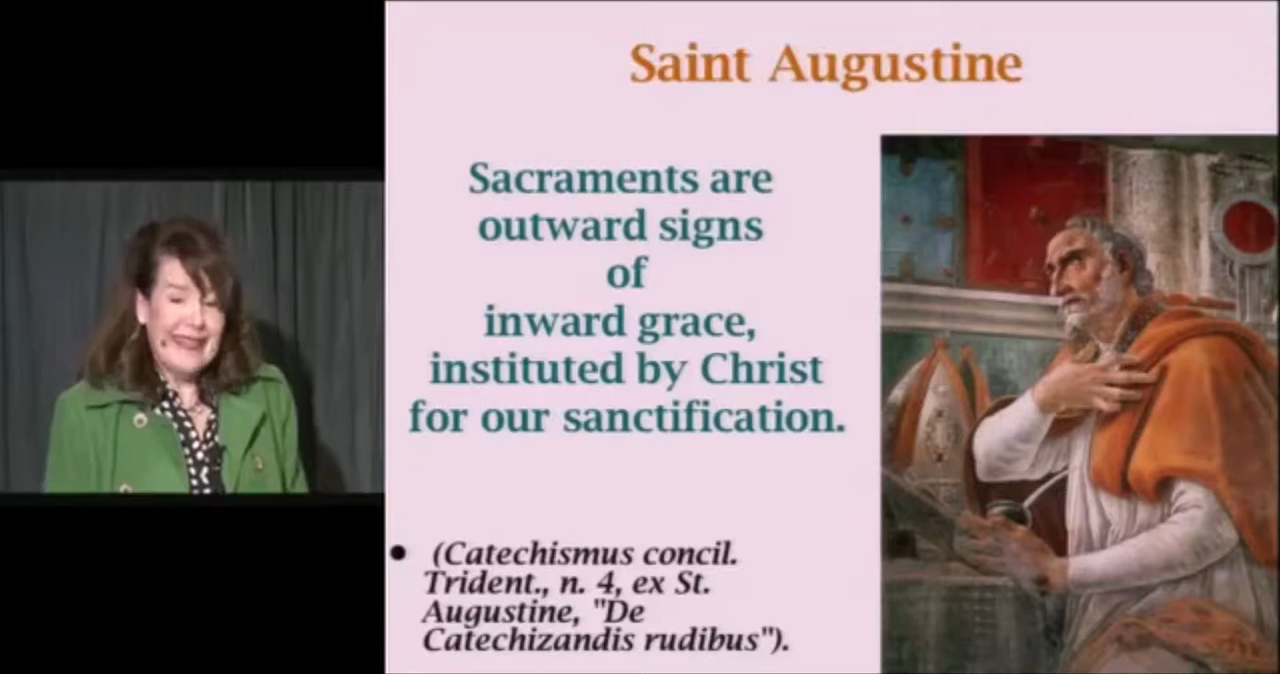 Saint Augustine
Sacraments are
outward signs
of
inward grace,
instituted by Christ
for our sanctification.
• (Catechismus concil.
Trident., n. 4, ex St.
Augustine, "De
Catechizandis rudibus").